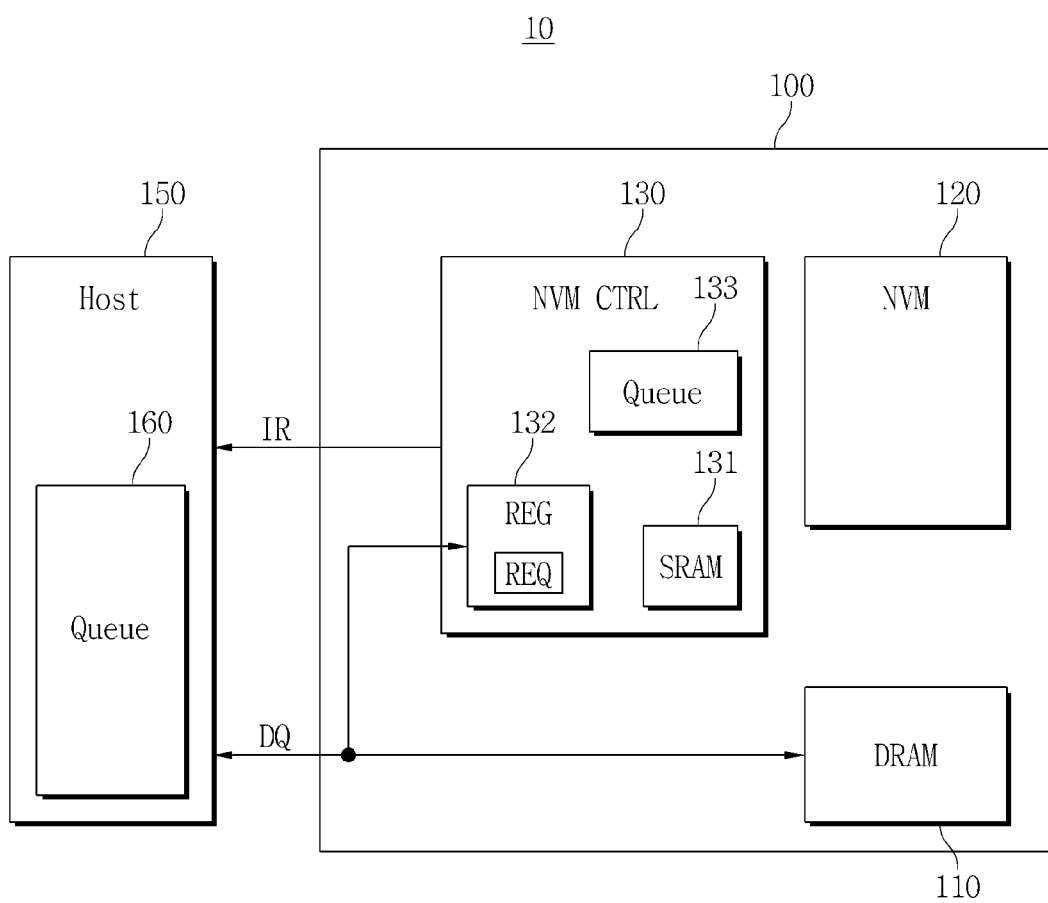 10
100
150
130
120
Host
NVM CTRL
NVM
133
Queue
160
IR
132
131
REG
REQ
SRAM
Queue
DQ
DRAM
110